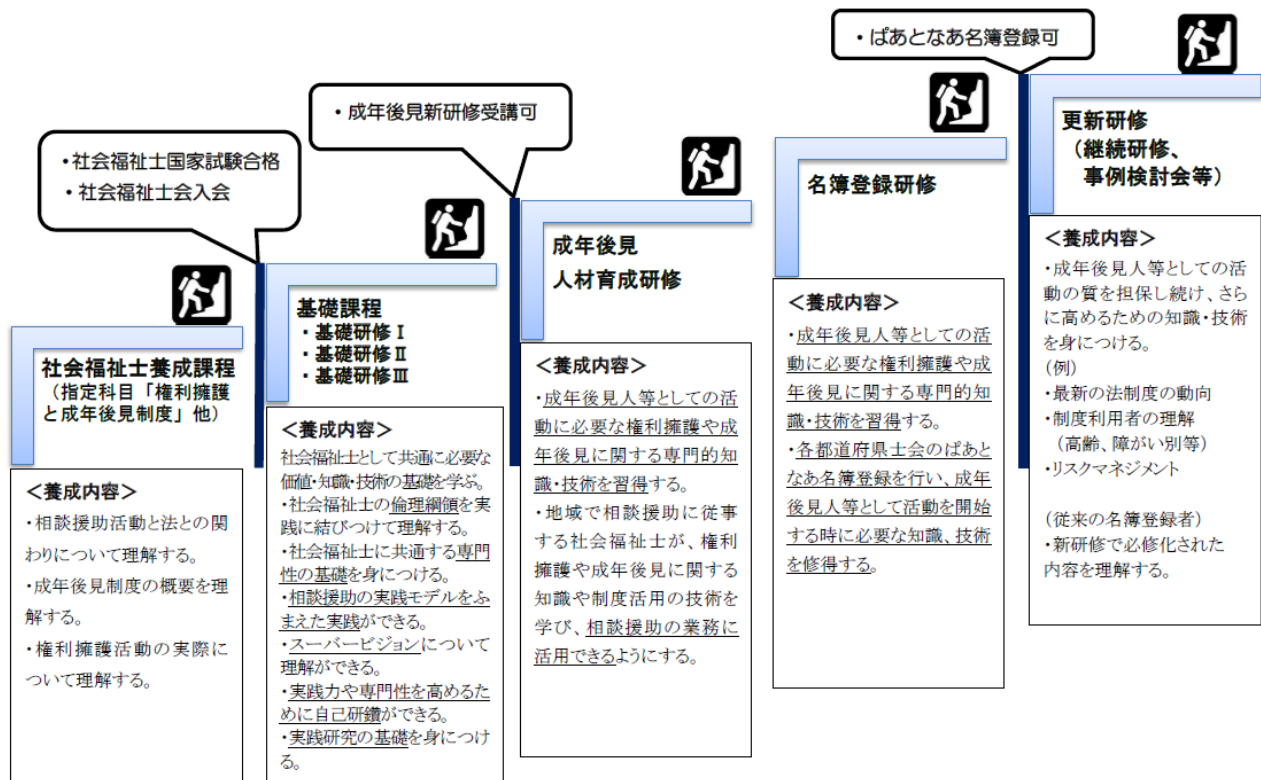 ・社会福祉士国家試験合格
・社会福祉士会入会
・成年後見新研修受講可
・ぱあとなあ名簿登録可
社会福祉士養成課程
（指定科目「権利擁護
と成年後見制度」他）
＜養成内容＞
・相談援助活動と法との関
わりについて理解する。
・成年後見制度の概要を理
解する。
・権利擁護活動の実際に
ついて理解する。
基礎課程
・基礎研修Ⅰ
・基礎研修Ⅱ
・基礎研修Ⅲ
＜養成内容＞
社会福祉士として共通に必要な
価値・知識・技術の基礎を学ぶ。
・社会福祉士の倫理綱領を実
践に結びつけて理解する。
・社会福祉士に共通する専門
性の基礎を身につける。
・相談援助の実践モデルをふ
まえた実践ができる。
・スーパービジョンについて
理解ができる。
・実践力や専門性を高めるた
めに自己研鑽ができる。
・実践研究の基礎を身につけ
る。
成年後見
人材育成研修
＜養成内容＞
・成年後見人等としての活
動に必要な権利擁護や成
年後見に関する専門的知
識・技術を習得する。
・地域で相談援助に従事
する社会福祉士が、権利
擁護や成年後見に関する
知識や制度活用の技術を
学び、相談援助の業務に
活用できるようにする。
名簿登録研修
＜養成内容＞
・成年後見人等としての活
動に必要な権利擁護や成
年後見に関する専門的知
識・技術を習得する。
・各都道府県士会のぱあと
なあ名簿登録を行い、成年
後見人等として活動を開始
する時に必要な知識、技術
を修得する。
更新研修
（継続研修、
事例検討会等）
＜養成内容＞
・成年後見人等としての活
動の質を担保し続け、さら
に高めるための知識・技術
を身につける。
(例)
・最新の法制度の動向
・制度利用者の理解
（高齢、障がい別等）
・リスクマネジメント
(従来の名簿登録者)
・新研修で必修化された
内容を理解する。